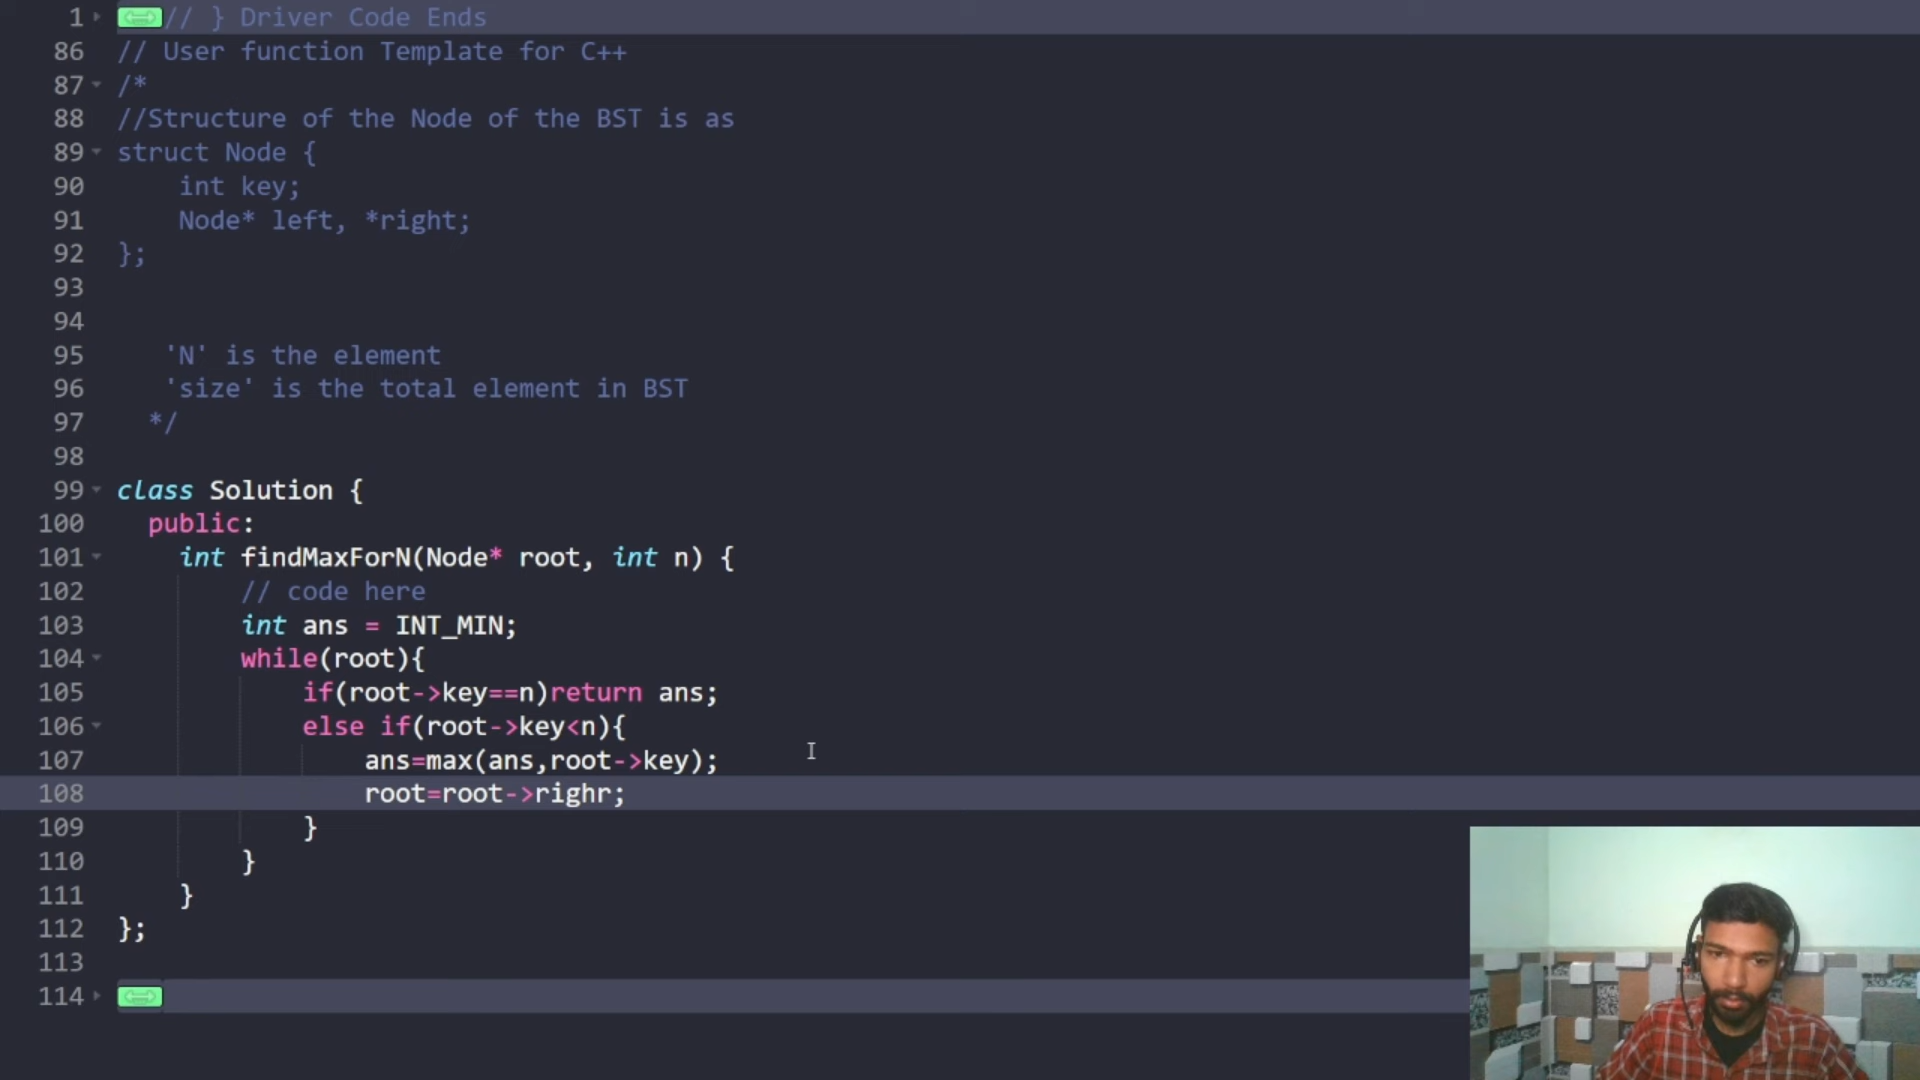 1 // } Driver Code Ends
86 // User function Template for C++
87 /*
88 //Structure of the Node of the BST is as
89 struct Node {
90 int key;
91 Node* left, *right;
92 };
93
94
95 'N' is the element
96 'size' is the total element in BST
97 */
98
99 class Solution {
100 public:
101 int findMaxForN(Node* root, int n) {
102 // code here
103 int ans = INT_MIN;
104 while(root){
105 if(root->key==n)return ans;
106 else if(root->key<n){
107 ans=max(ans,root->key);
108 root=root->righr;
109 }
110 }
111 }
112 };
113
114